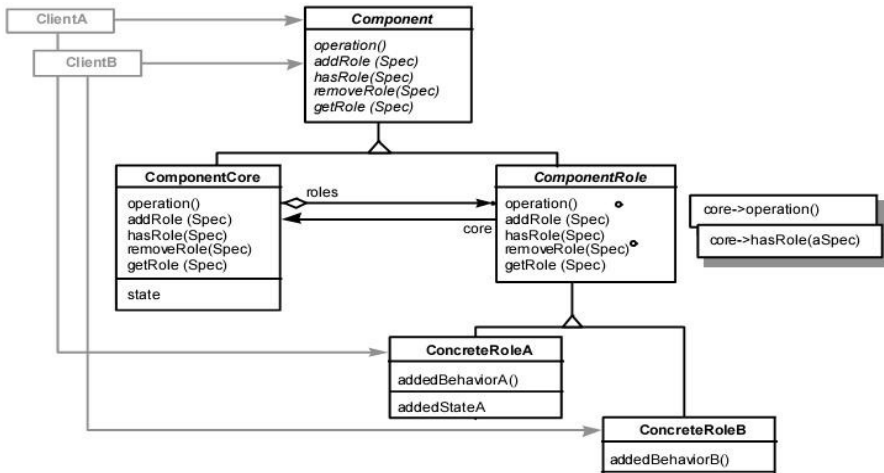 ClientA
ClientB
Component
operation()
addRole (Spec)
hasRole(Spec)
removeRole(Spec)
getRole (Spec)
ComponentCore
operation()
addRole (Spec)
hasRole(Spec)
removeRole(Spec)
getRole (Spec)
state
roles
core
ComponentRole
operation()
addRole (Spec)
hasRole(Spec)
removeRole(Spec)
getRole (Spec)
core->operation()
core->hasRole(aSpec)
ConcreteRoleA
addedBehaviorA()
addedStateA
ConcreteRoleB
addedBehaviorB()